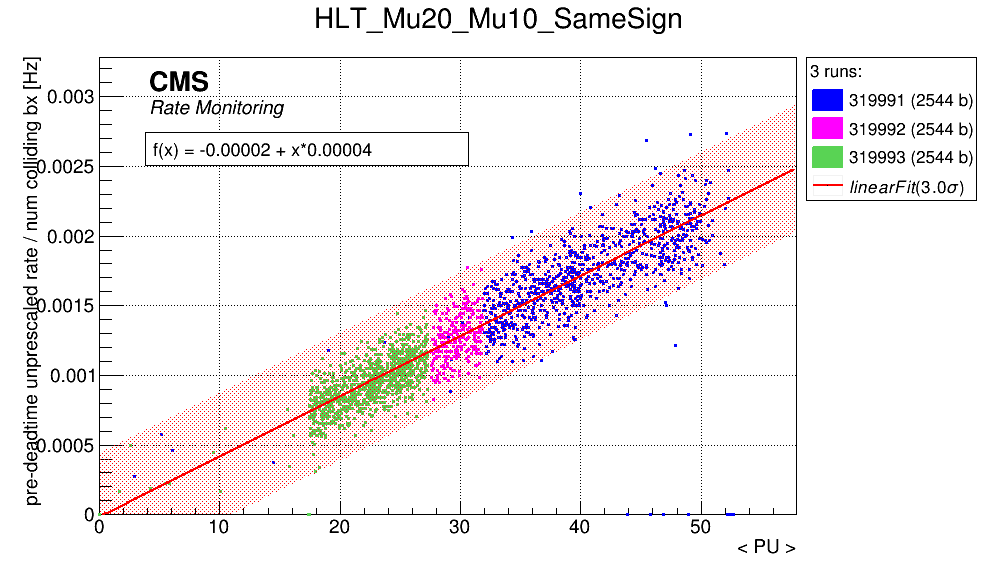 HLT_Mu20_Mu10_SameSign
pre-deadtime unprescaled rate / num colliding bx [Hz]
CMS
Rate Monitoring
f(x) = -0.00002 + x*0.00004
0.003
0.0025
0.002
0.0015
0.001
0.0005
0
0 10 20 30 40 50
< PU >
3 runs:
319991 (2544 b)
319992 (2544 b)
319993 (2544 b)
linearFit(3.0σ)